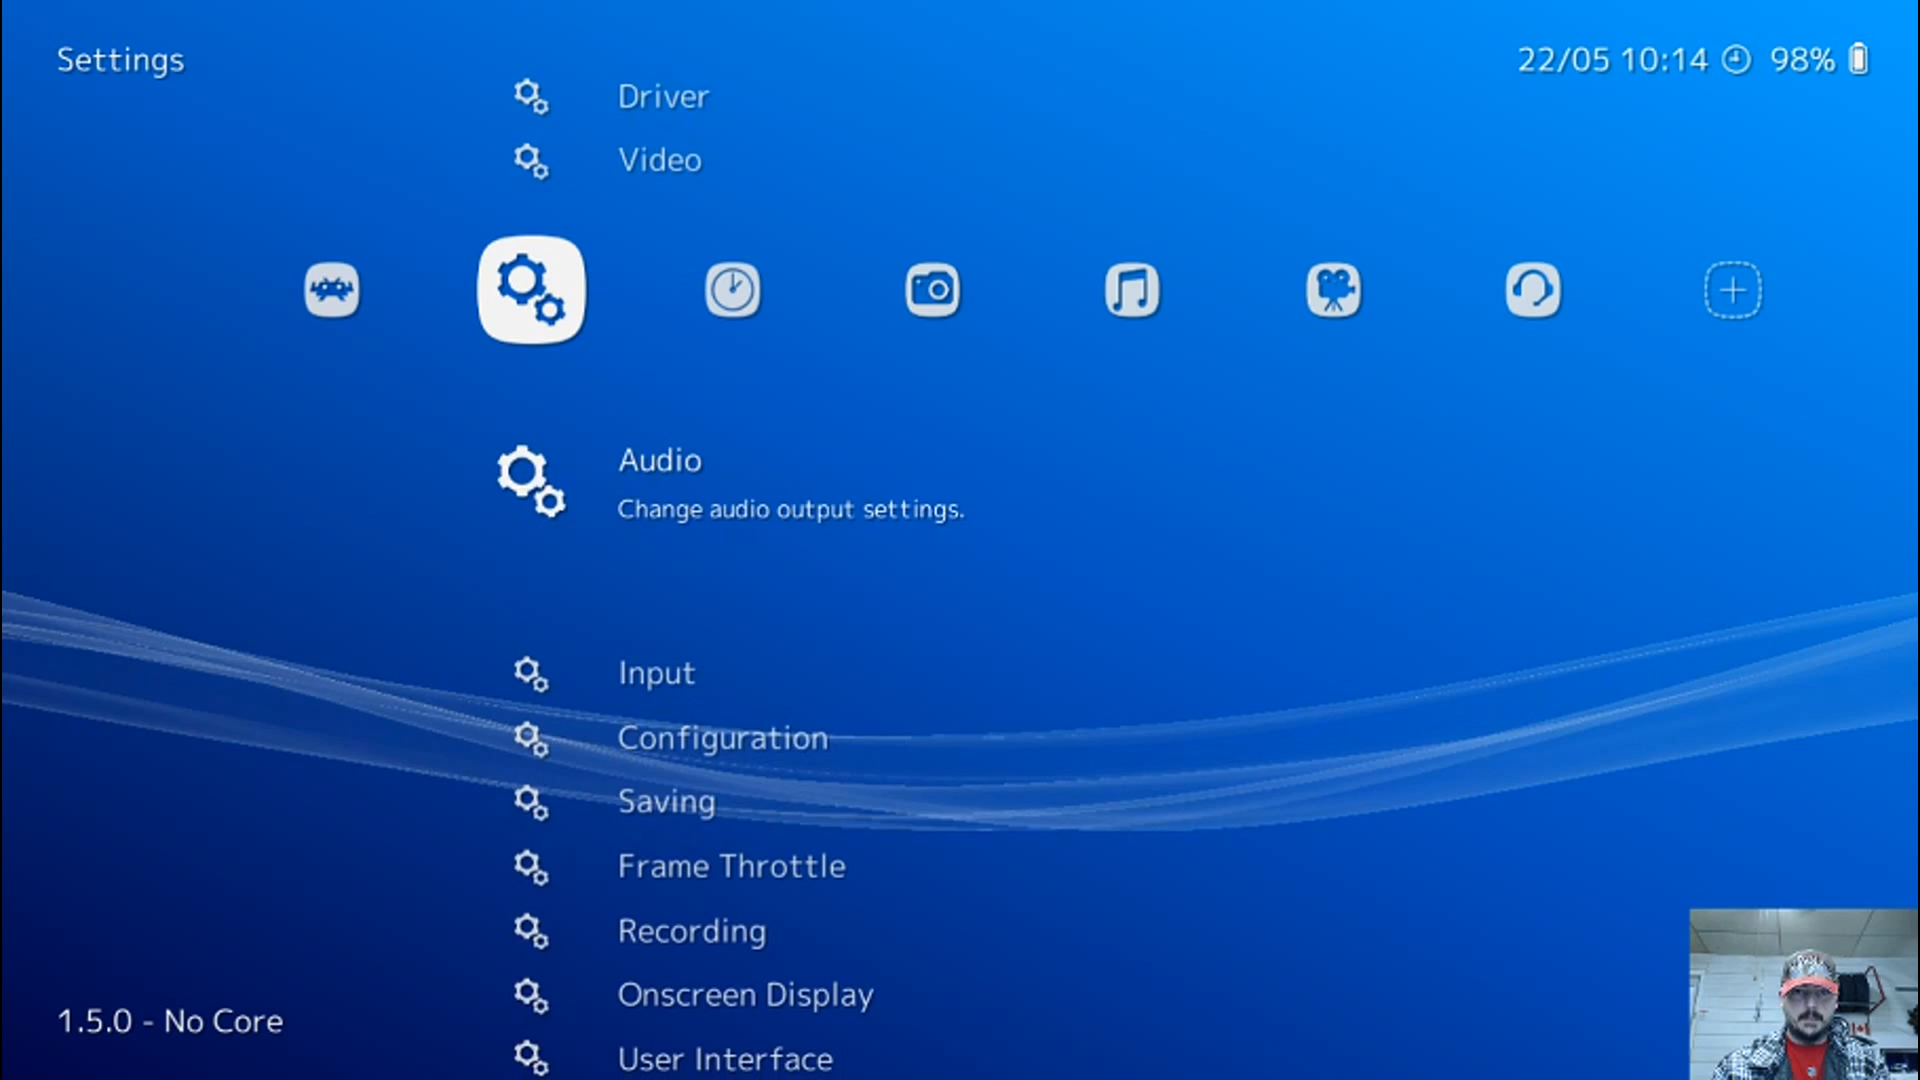 Settings
22/05 10:14 98%
Driver
Video
Audio
Change audio output settings.
Input
Configuration
Saving
Frame Throttle
Recording
Onscreen Display
User Interface
1.5.0 - No Core